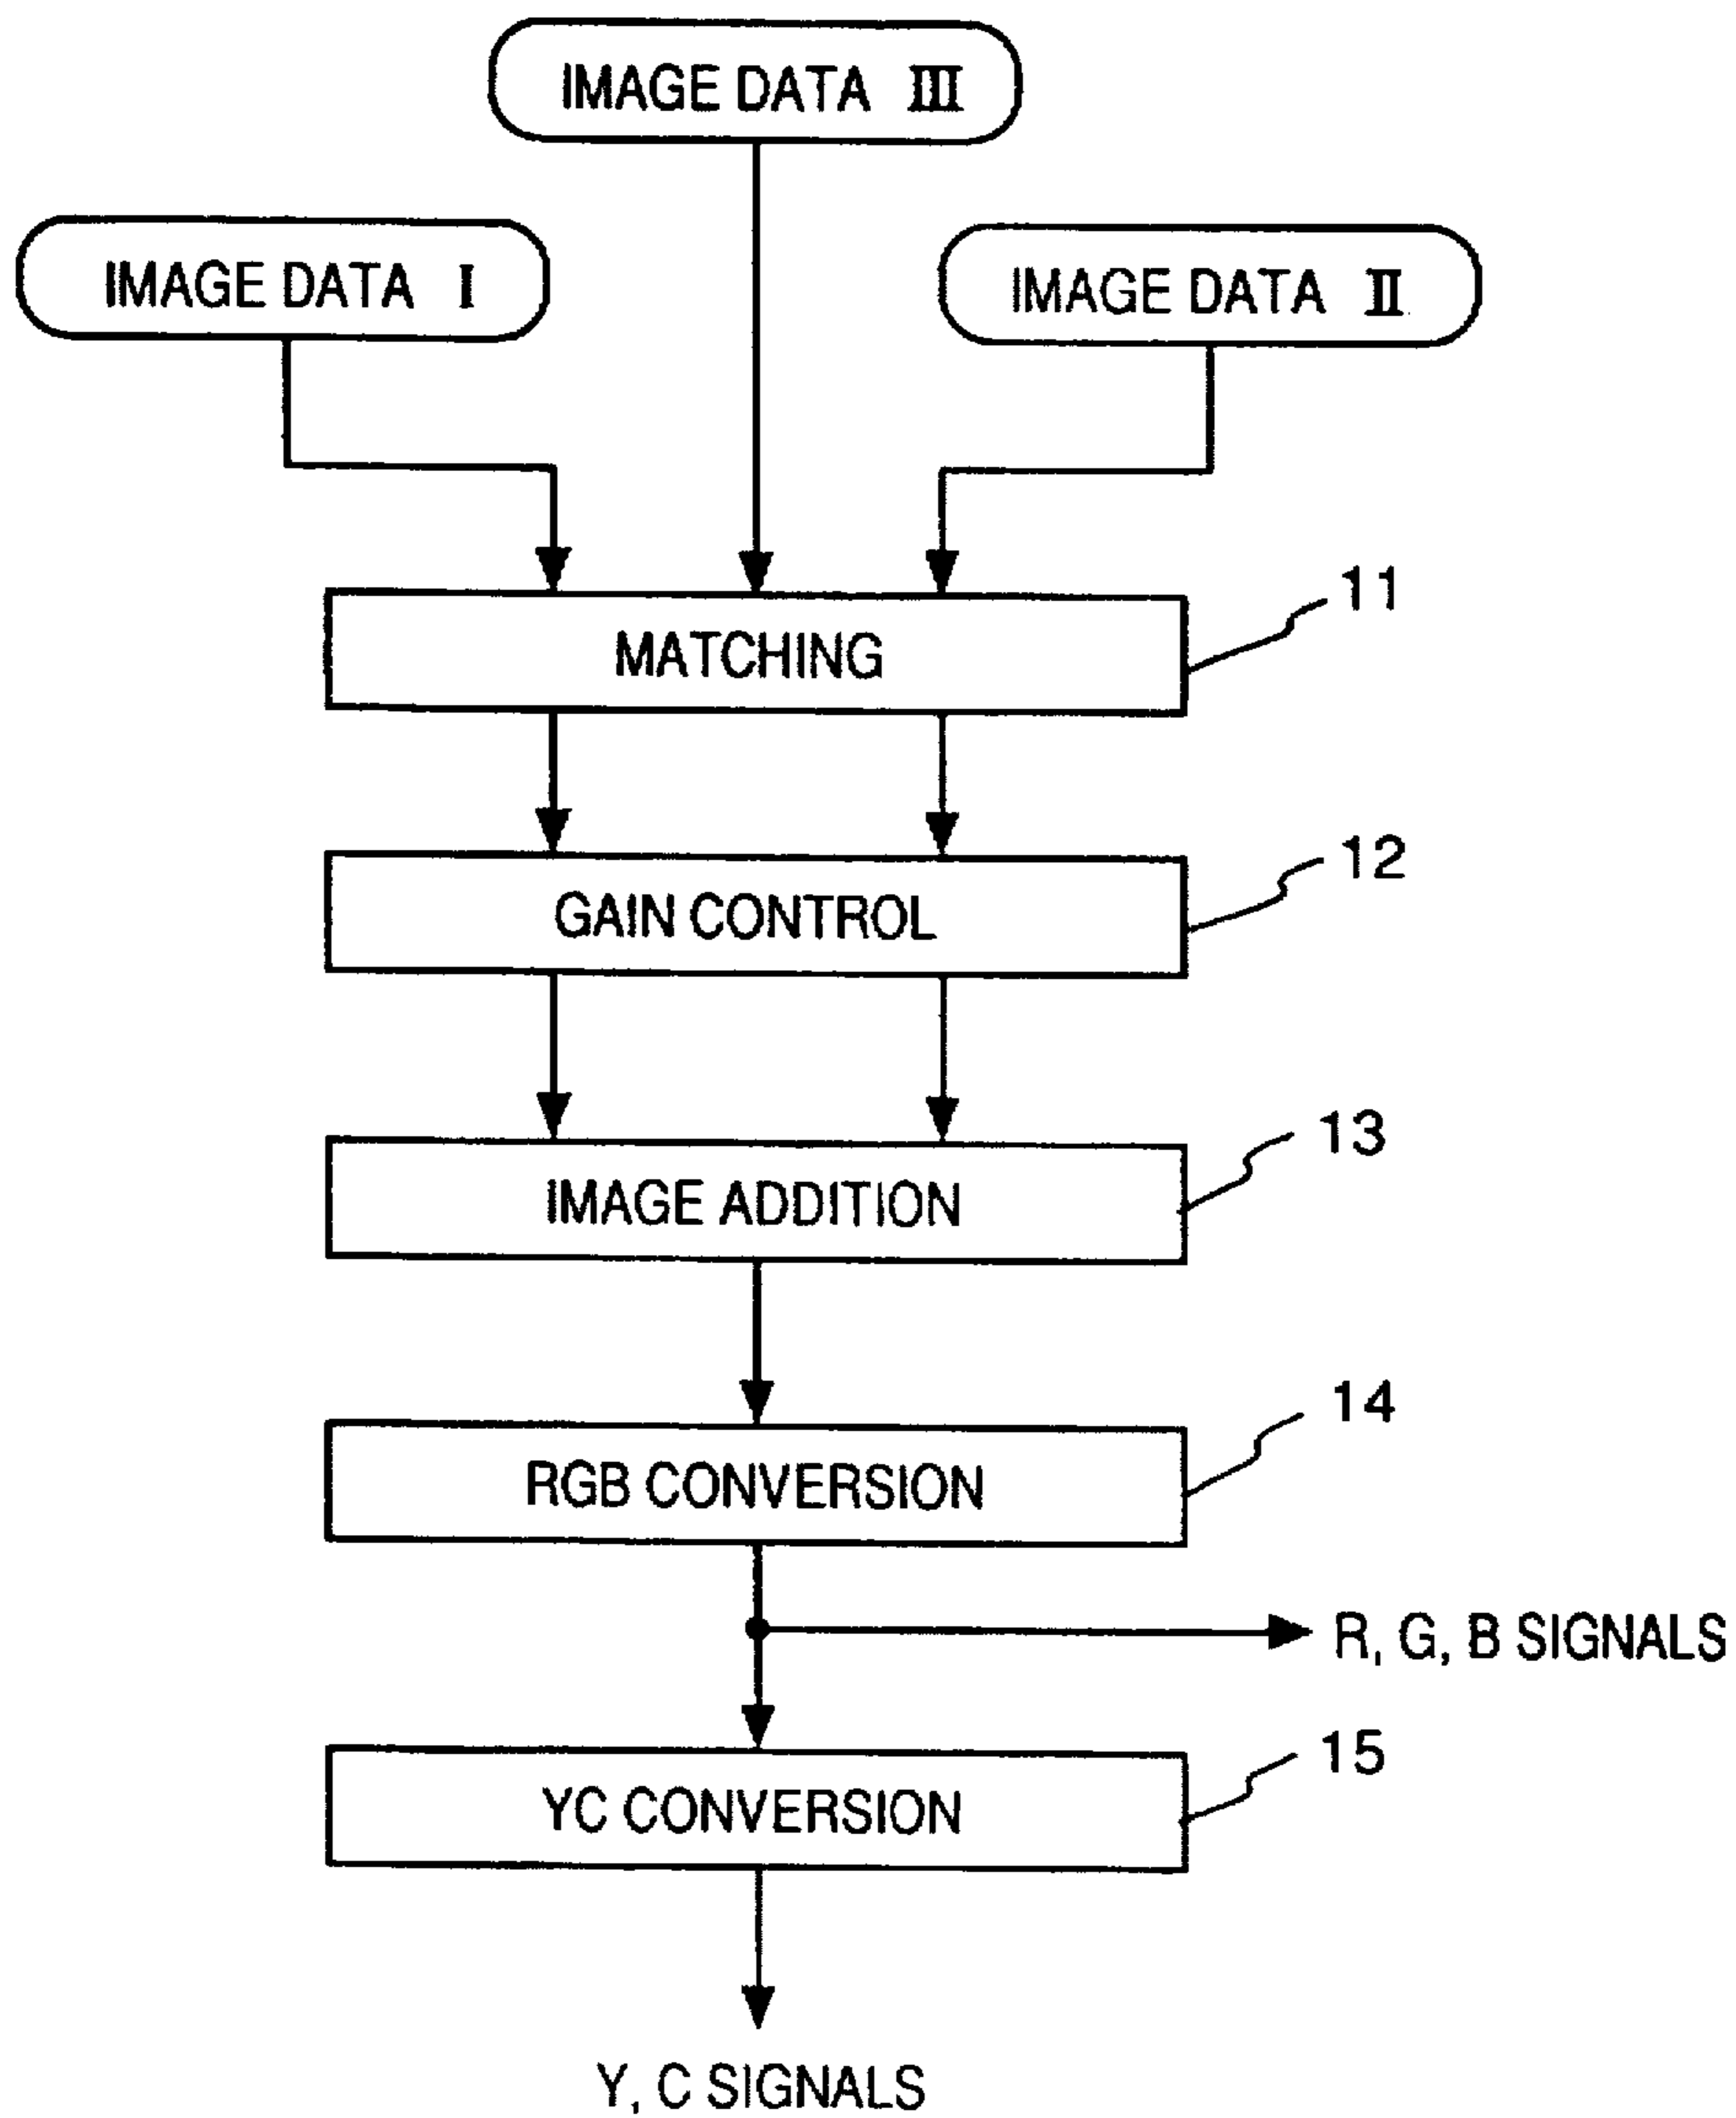 IMAGE DATA III
IMAGE DATA I
IMAGE DATA II
11
MATCHING
12
GAIN CONTROL
13
IMAGE ADDITION
14
RGB CONVERSION
R, G, B SIGNALS
15
YC CONVERSION
Y, C SIGNALS